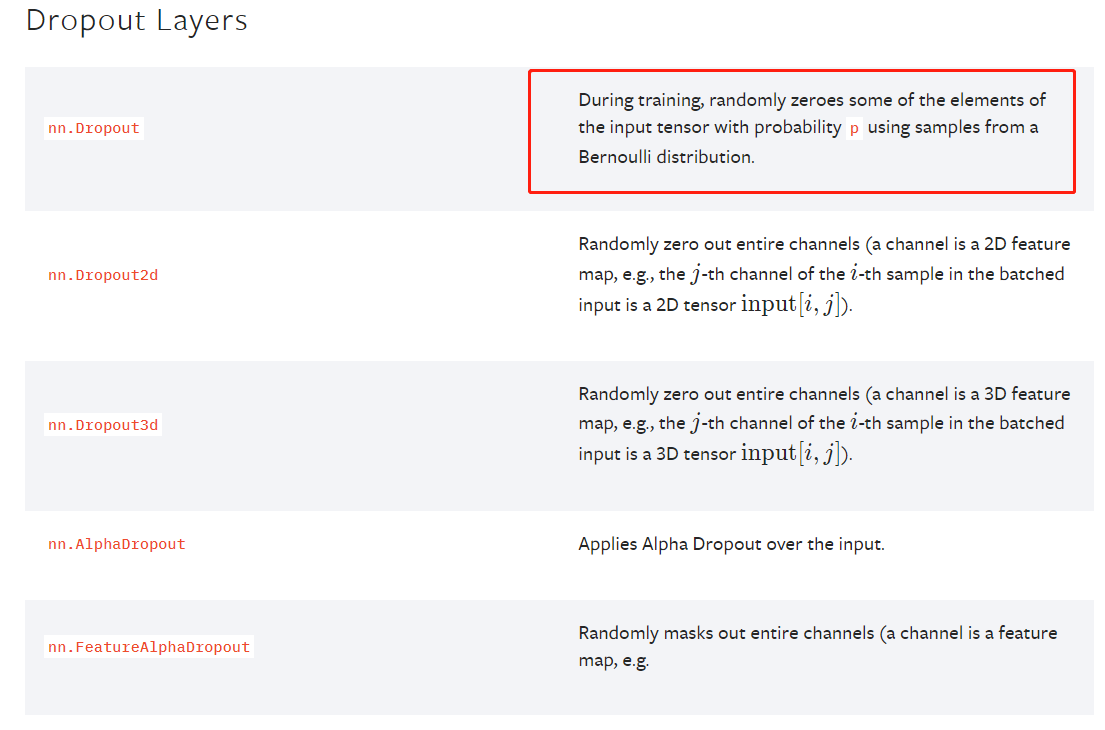 Dropout Layers
nn.Dropout
During training, randomly zeroes some of the elements of
the input tensor with probability p using samples from a
Bernoulli distribution.
nn.Dropout2d
Randomly zero out entire channels (a channel is a 2D feature
map, e.g., the j-th channel of the i-th sample in the batched
input is a 2D tensor input[i, j]).
nn.Dropout3d
Randomly zero out entire channels (a channel is a 3D feature
map, e.g., the j-th channel of the i-th sample in the batched
input is a 3D tensor input[i, j]).
nn.AlphaDropout
Applies Alpha Dropout over the input.
nn.FeatureAlphaDropout
Randomly masks out entire channels (a channel is a feature
map, e.g.